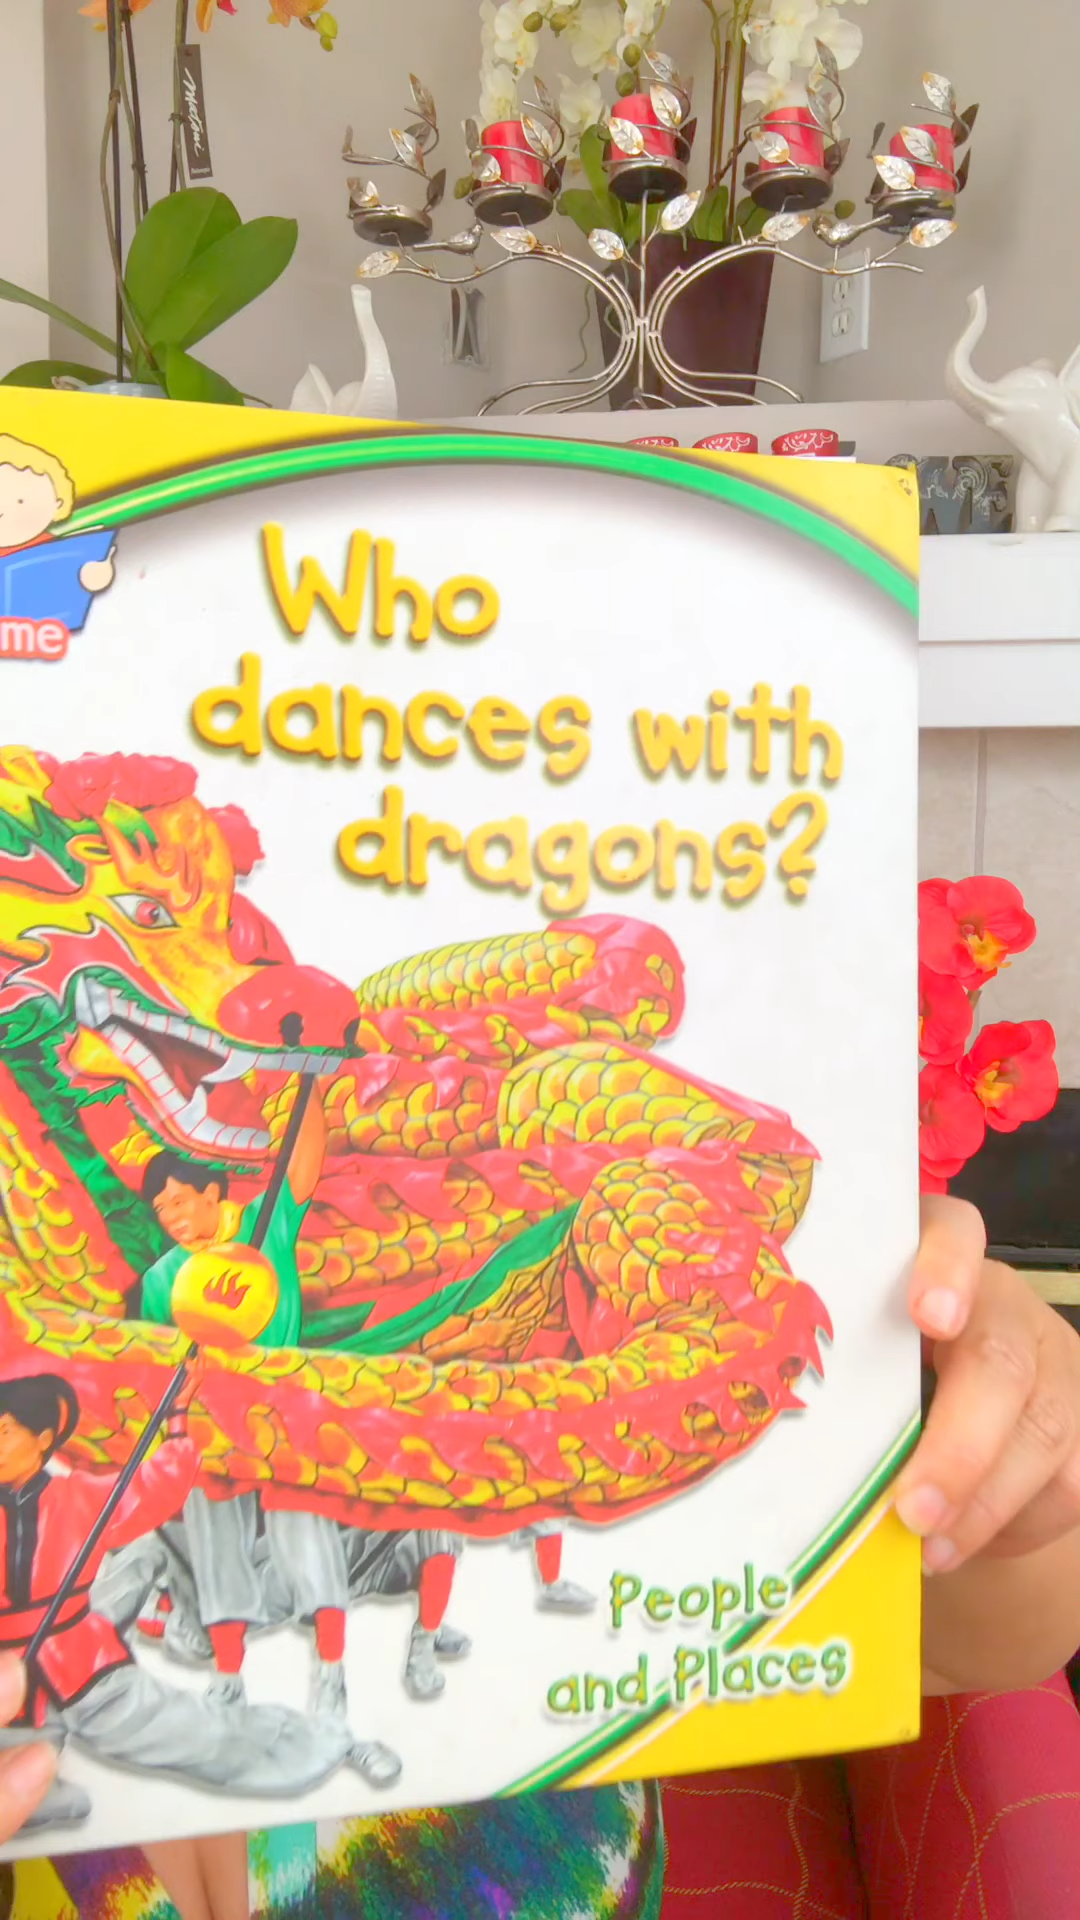 me
Who
dances with
dragons?
People
and Places